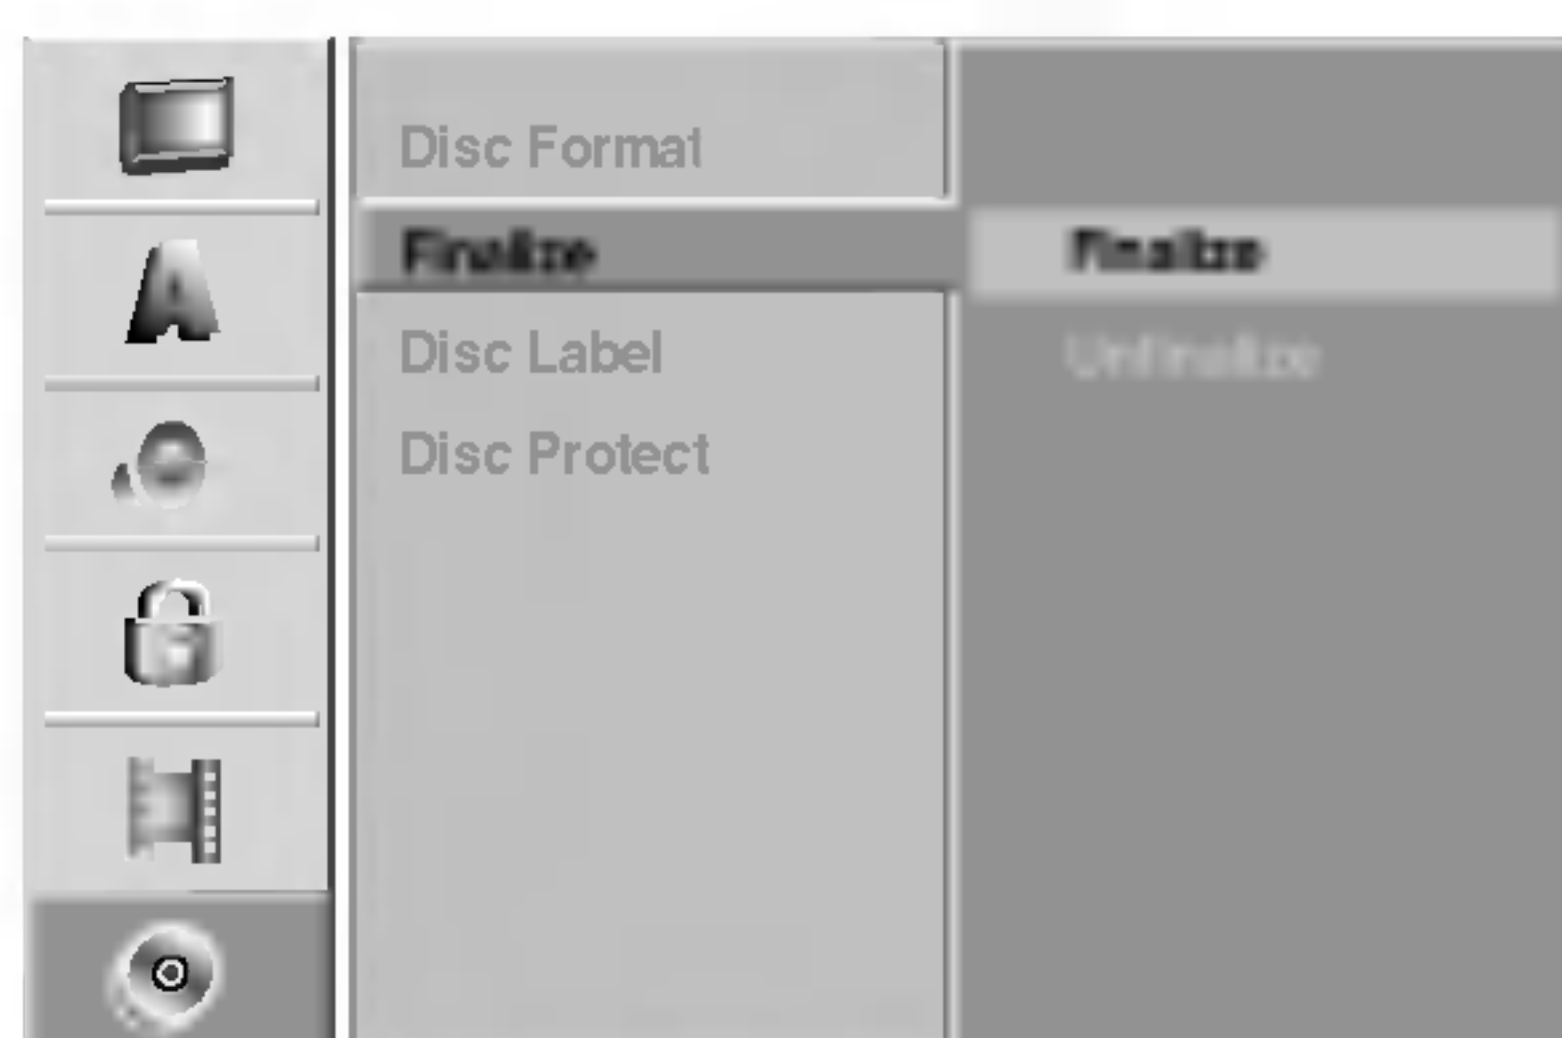 Disc Format
Finalize
Finalize
Disc Label
Unfinalize
Disc Protect